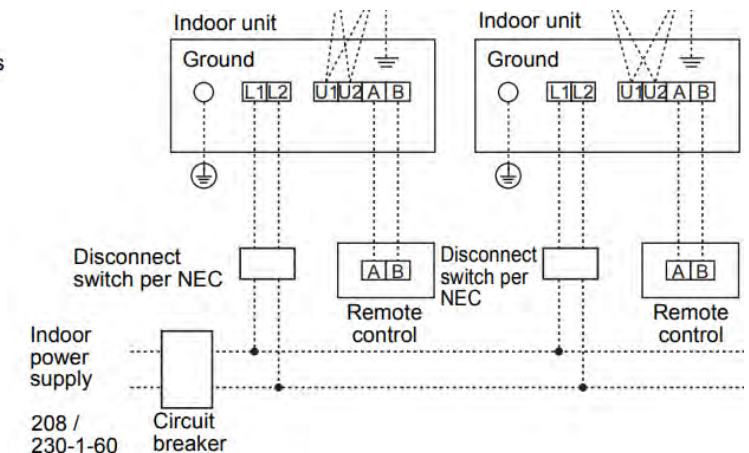 Indoor unit
Indoor unit
s
Ground
Ground
L1 L2 U1 U2 A B
L1 L2 U1 U2 A B
Disconnect
switch per NEC
A B
Disconnect
switch per
NEC
A B
Remote
control
Remote
control
Indoor
power
supply
208 /
230-1-60
Circuit
breaker